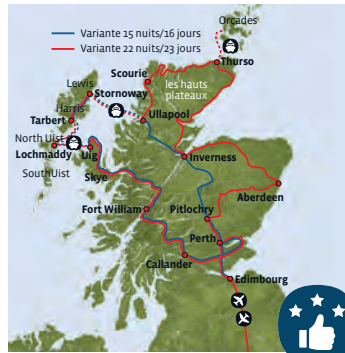 Orcades
Variante 15 nuits/16 jours
Variante 22 nuits/23 jours
Thurso
Scourie
Lewis
Stornoway
les hauts
plateaux
Harris
Tarbert
Ullapool
North Uist
Lochmaddy
Uig
Inverness
SouthUist
Skye
Aberdeen
Fort William
Pitlochry
Perth
Callander
Edimbourg